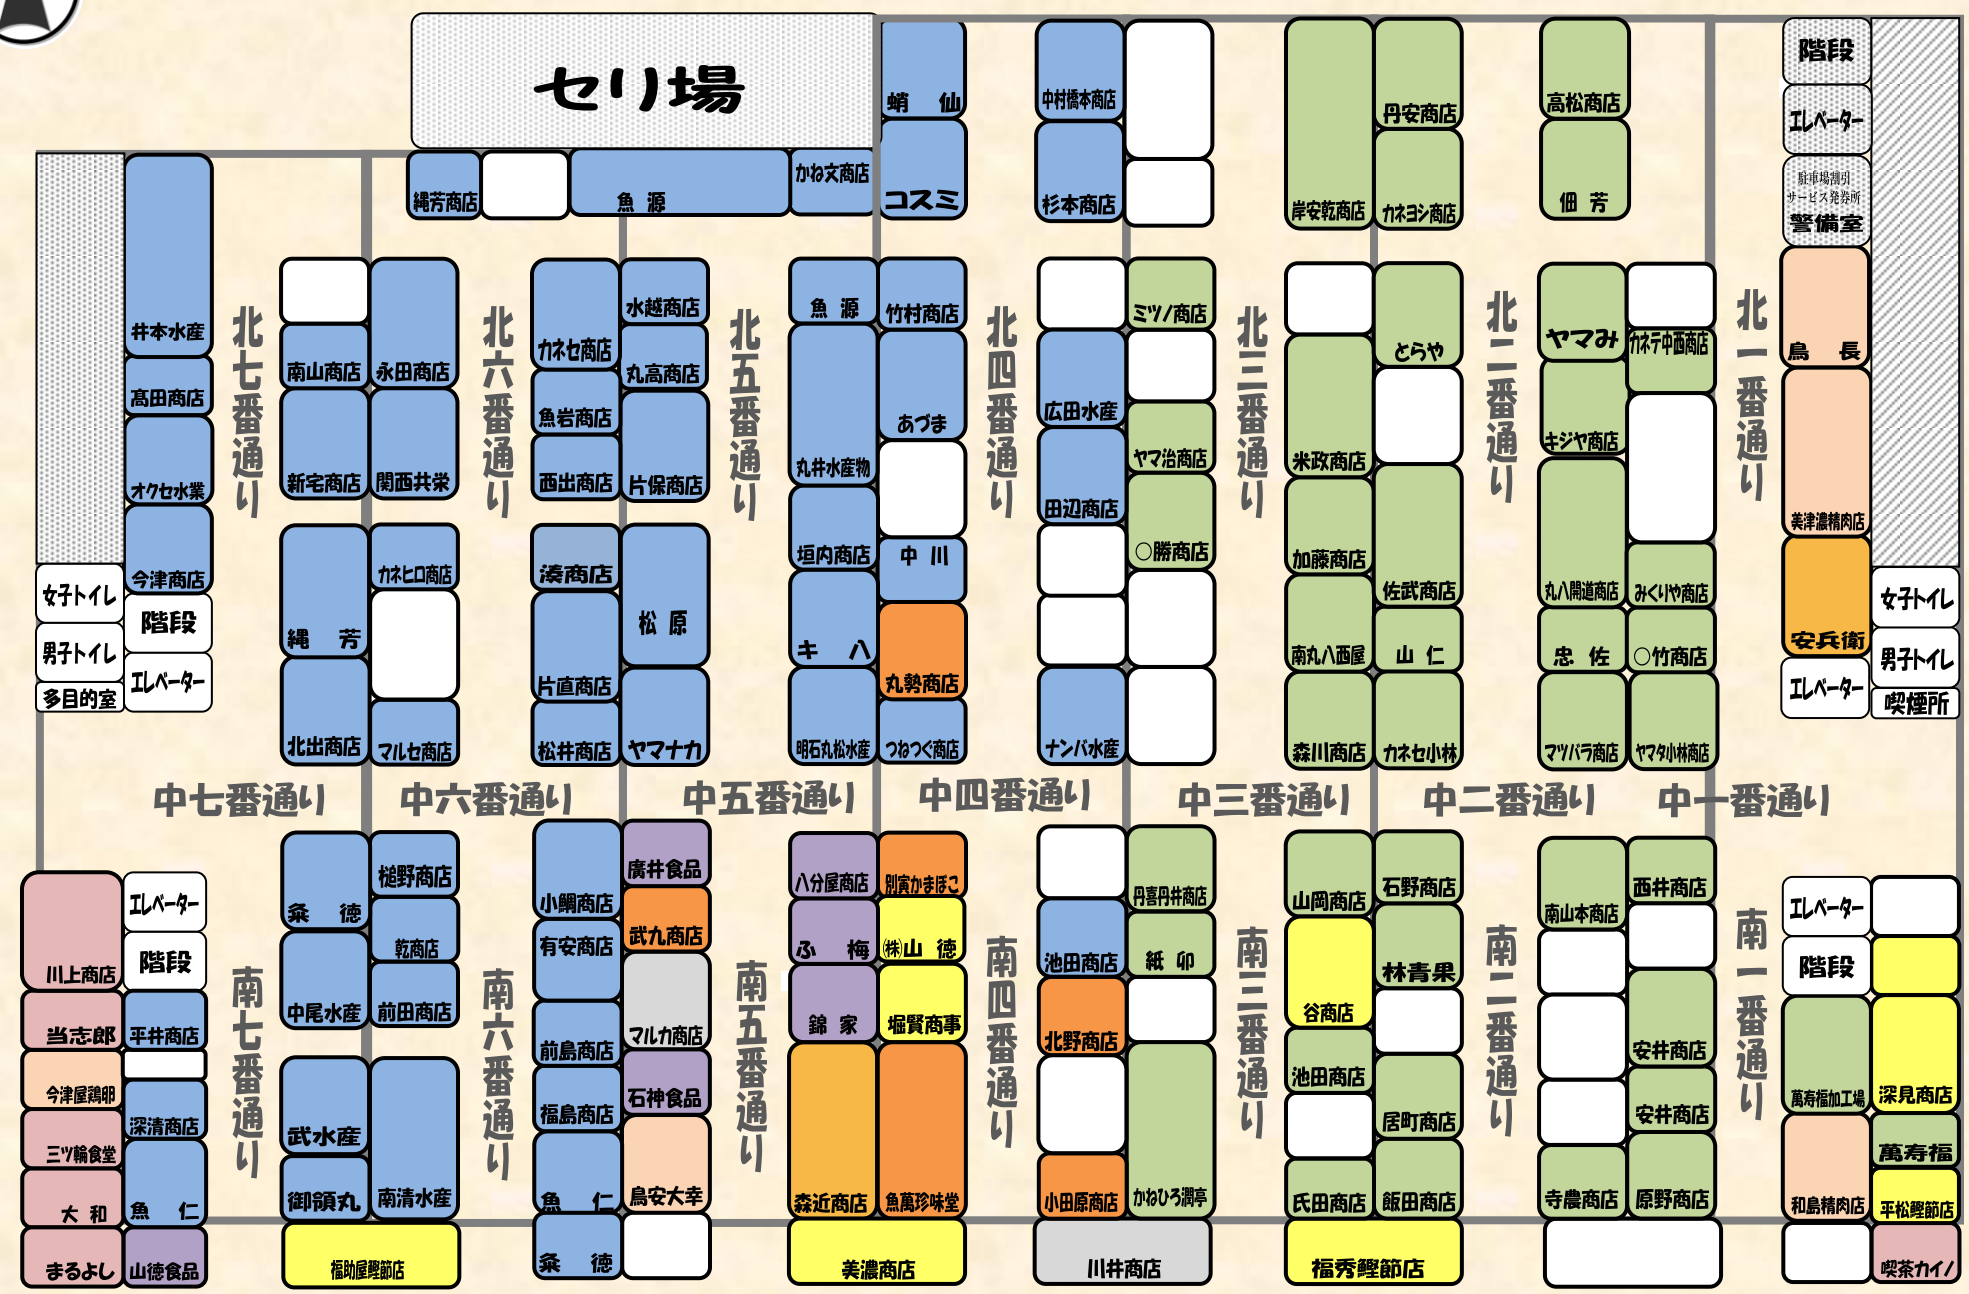 セリ場
蛸 仙
コスミ
縄芳商店
魚 源
かね文商店
中村橋本商店
杉本商店
岸安乾商店
丹安商店
カネヨシ商店
高松商店
佃 芳
階段
エレベーター
駐車場割引
サービス発券所
警備室
井本水産
髙田商店
オクセ水業
今津商店
女子トイレ
男子トイレ
多目的室
階段
エレベーター
北七番通り
南山商店
新宅商店
永田商店
関西共栄
縄 芳
北出商店
カネヒロ商店
マルセ商店
北六番通り
カネセ商店
魚岩商店
西出商店
水越商店
丸高商店
片保商店
湊商店
片直商店
松井商店
松 原
ヤマナカ
北五番通り
魚 源
丸井水産物
垣内商店
キ 八
明石丸松水産
竹村商店
あづま
中 川
丸勢商店
つねつぐ商店
北四番通り
広田水産
田辺商店
ナンバ水産
ミツノ商店
ヤマ治商店
○勝商店
北三番通り
米政商店
加藤商店
南丸八西屋
森川商店
とらや
佐武商店
山 仁
カネセ小林
北二番通り
ヤマみ
キジヤ商店
丸八開道商店
忠 佐
マツバラ商店
カネテ中西商店
みくりや商店
○竹商店
ヤマタ小林商店
北一番通り
鳥 長
美津濃精肉店
安兵衛
エレベーター
女子トイレ
男子トイレ
喫煙所
中七番通り
中六番通り
中五番通り
中四番通り
中三番通り
中二番通り
中一番通り
川上商店
当志郎
今津屋鶏卵
三ツ輪食堂
大 和
まるよし
エレベーター
階段
平井商店
深清商店
魚 仁
山徳食品
南七番通り
粂 徳
中尾水産
武水産
御領丸
槌野商店
乾商店
前田商店
南清水産
福助屋鰹節店
南六番通り
小鯛商店
有安商店
前島商店
福島商店
魚 仁
粂 徳
廣井食品
武九商店
マルカ商店
石神食品
鳥安大幸
南五番通り
八分屋商店
ふ 梅
錦 家
森近商店
別寅かまぼこ
㈱山 徳
堀賢商事
魚萬珍味堂
美濃商店
南四番通り
池田商店
北野商店
小田原商店
丹喜丹井商店
紙 卯
かねひろ潤亭
川井商店
南三番通り
山岡商店
谷商店
池田商店
氏田商店
石野商店
林青果
居町商店
飯田商店
福秀鰹節店
南二番通り
南山本商店
寺農商店
西井商店
安井商店
安井商店
原野商店
南一番通り
エレベーター
階段
萬寿福加工場
和島精肉店
深見商店
萬寿福
平松鰹節店
喫茶カイノ